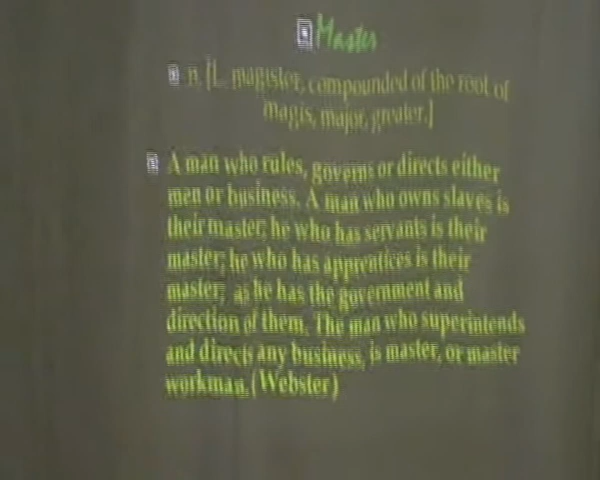 Master
n. [L. magister, compounded of the root of
magis, major, greater.]
A man who rules, governs or directs either
men or business. A man who owns slaves is
their master; he who has servants is their
master; he who has apprentices is their
master; as he has the government and
direction of them. The man who superintends
and directs any business, is master, or master
workman. (Webster)